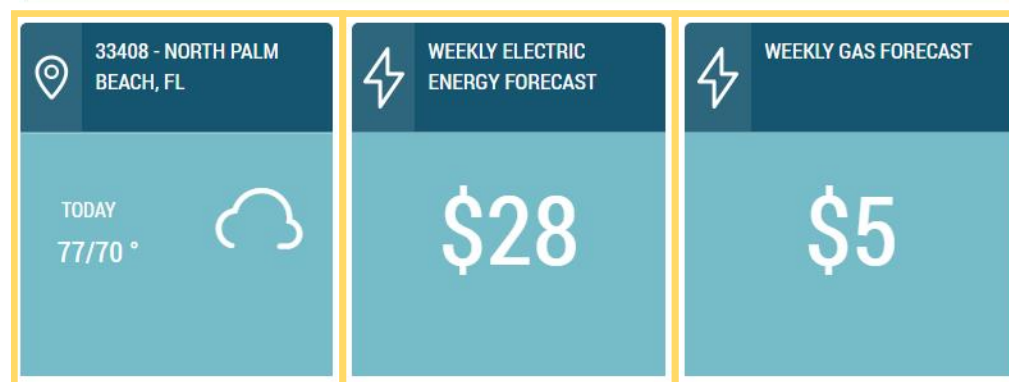 33408 - NORTH PALM
BEACH, FL
TODAY
77/70 °
WEEKLY ELECTRIC
ENERGY FORECAST
$28
WEEKLY GAS FORECAST
$5